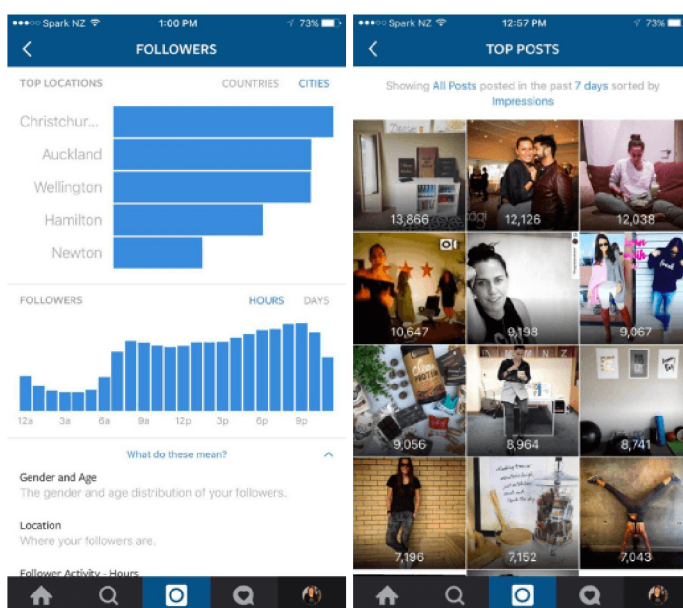 ●●●○○ Spark NZ 1:00 PM 73%
FOLLOWERS
TOP LOCATIONS COUNTRIES CITIES
Christchur...
Auckland
Wellington
Hamilton
Newton
FOLLOWERS HOURS DAYS
12a 3a 6a 9a 12p 3p 6p 9p
What do these mean?
Gender and Age
The gender and age distribution of your followers.
Location
Where your followers are.
Follower Activity - Hours
●●●○○ Spark NZ 12:57 PM 73%
TOP POSTS
Showing All Posts posted in the past 7 days sorted by
Impressions
13,866 12,126 12,038
10,647 9,198 9,067
9,056 8,964 8,741
7,196 7,152 7,043